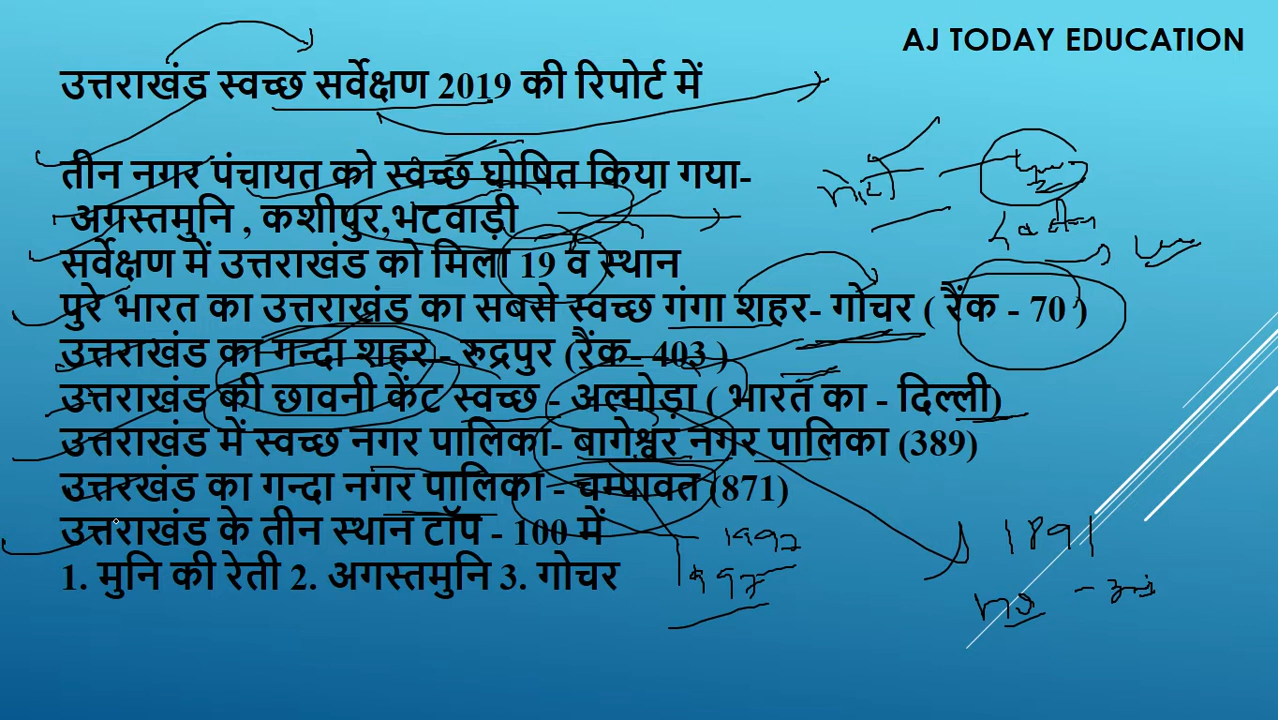 AJ TODAY EDUCATION
उत्तराखंड स्वच्छ सर्वेक्षण 2019 की रिपोर्ट में
तीन नगर पंचायत को स्वच्छ घोषित किया गया-
अगस्तमुनि , कशीपुर,भटवाड़ी
सर्वेक्षण में उत्तराखंड को मिला 19 व स्थान
पुरे भारत का उत्तराखंड का सबसे स्वच्छ गंगा शहर- गोचर ( रैंक - 70 )
उत्तराखंड का गन्दा शहर - रुद्रपुर (रैंक- 403 )
उत्तराखंड की छावनी केंट स्वच्छ - अल्मोड़ा ( भारत का - दिल्ली)
उत्तराखंड में स्वच्छ नगर पालिका- बागेश्वर नगर पालिका (389)
उत्तरखंड का गन्दा नगर पालिका - चम्पावत (871)
उत्तराखंड के तीन स्थान टॉप - 100 में
1. मुनि की रेती 2. अगस्तमुनि 3. गोचर
1891